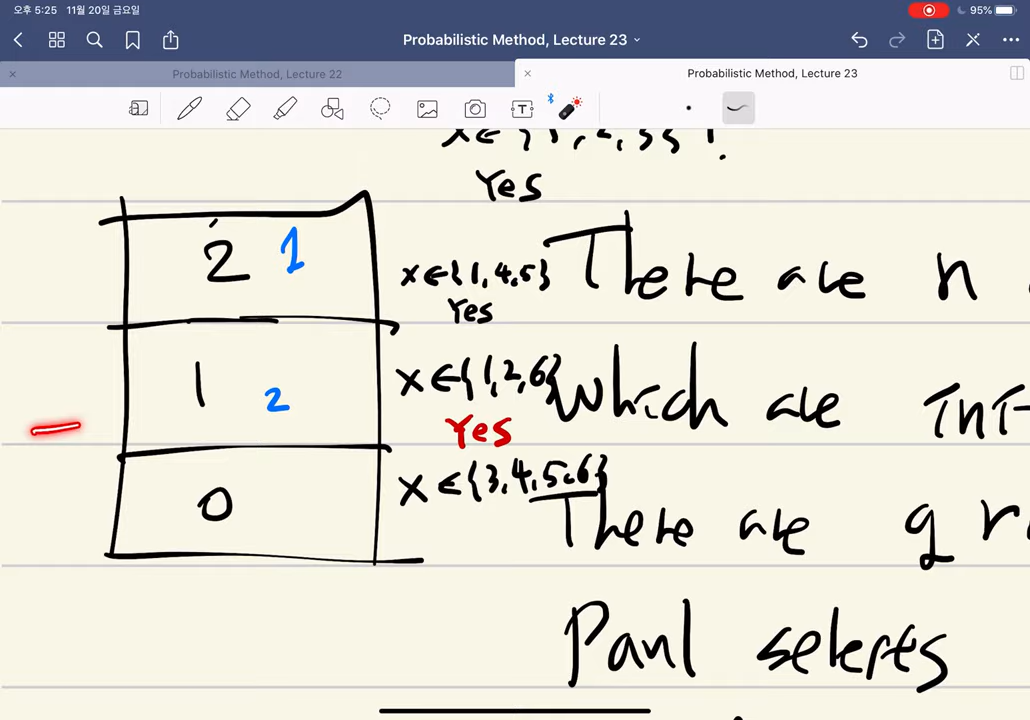 오후 5:25 11월 20일 금요일
95%
Probabilistic Method, Lecture 23
Probabilistic Method, Lecture 22
Probabilistic Method, Lecture 23
Yes
2 1
x∈{1,4,5}
Yes
There are n
1 2
x∈{1,2,6}
Yes
which are
0
x∈{3,4,5,6}
There are q
Paul selects